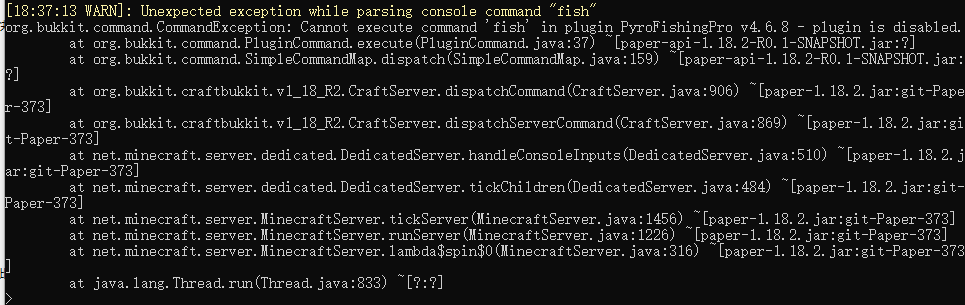 [18:37:13 WARN]: Unexpected exception while parsing console command "fish"
org.bukkit.command.CommandException: Cannot execute command 'fish' in plugin PyroFishingPro v4.6.8 - plugin is disabled.
at org.bukkit.command.PluginCommand.execute(PluginCommand.java:37) ~[paper-api-1.18.2-R0.1-SNAPSHOT.jar:?]
at org.bukkit.command.SimpleCommandMap.dispatch(SimpleCommandMap.java:159) ~[paper-api-1.18.2-R0.1-SNAPSHOT.jar:
?]
at org.bukkit.craftbukkit.v1_18_R2.CraftServer.dispatchCommand(CraftServer.java:906) ~[paper-1.18.2.jar:git-Pape
r-373]
at org.bukkit.craftbukkit.v1_18_R2.CraftServer.dispatchServerCommand(CraftServer.java:869) ~[paper-1.18.2.jar:gi
t-Paper-373]
at net.minecraft.server.dedicated.DedicatedServer.handleConsoleInputs(DedicatedServer.java:510) ~[paper-1.18.2.j
ar:git-Paper-373]
at net.minecraft.server.dedicated.DedicatedServer.tickChildren(DedicatedServer.java:484) ~[paper-1.18.2.jar:git-
Paper-373]
at net.minecraft.server.MinecraftServer.tickServer(MinecraftServer.java:1456) ~[paper-1.18.2.jar:git-Paper-373]
at net.minecraft.server.MinecraftServer.runServer(MinecraftServer.java:1226) ~[paper-1.18.2.jar:git-Paper-373]
at net.minecraft.server.MinecraftServer.lambda$spin$0(MinecraftServer.java:316) ~[paper-1.18.2.jar:git-Paper-373
]
at java.lang.Thread.run(Thread.java:833) ~[?:?]
>